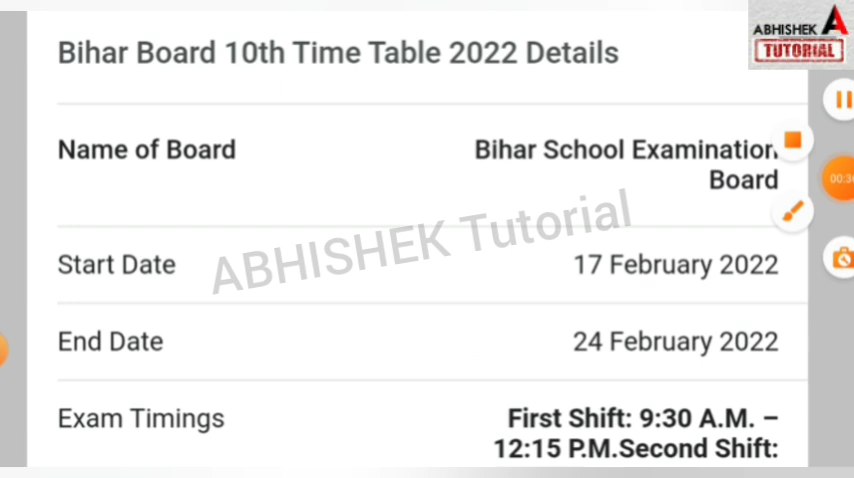 ABHISHEK A
TUTORIAL
Bihar Board 10th Time Table 2022 Details
Name of Board
Bihar School Examination
Board
ABHISHEK Tutorial
Start Date
17 February 2022
End Date
24 February 2022
Exam Timings
First Shift: 9:30 A.M. –
12:15 P.M.Second Shift: